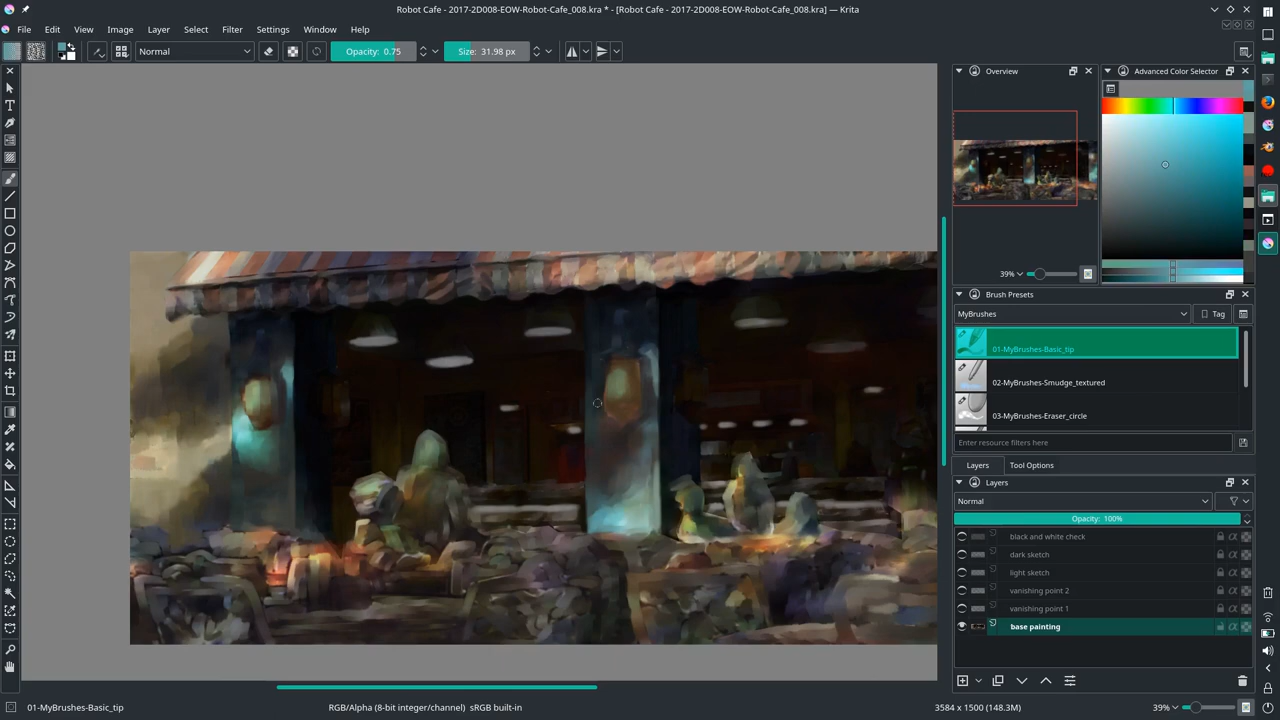 Robot Cafe - 2017-2D008-EOW-Robot-Cafe_008.kra * - [Robot Cafe - 2017-2D008-EOW-Robot-Cafe_008.kra] — Krita
File Edit View Image Layer Select Filter Settings Window Help
Normal Opacity: 0.75 Size: 31.98 px
Overview Advanced Color Selector
39%
Brush Presets
MyBrushes Tag
01-MyBrushes-Basic_tip
02-MyBrushes-Smudge_textured
03-MyBrushes-Eraser_circle
Enter resource filters here
Layers Tool Options
Layers
Normal
Opacity: 100%
black and white check
dark sketch
light sketch
vanishing point 2
vanishing point 1
base painting
01-MyBrushes-Basic_tip RGB/Alpha (8-bit integer/channel) sRGB built-in 3584 x 1500 (148.3M) 39%